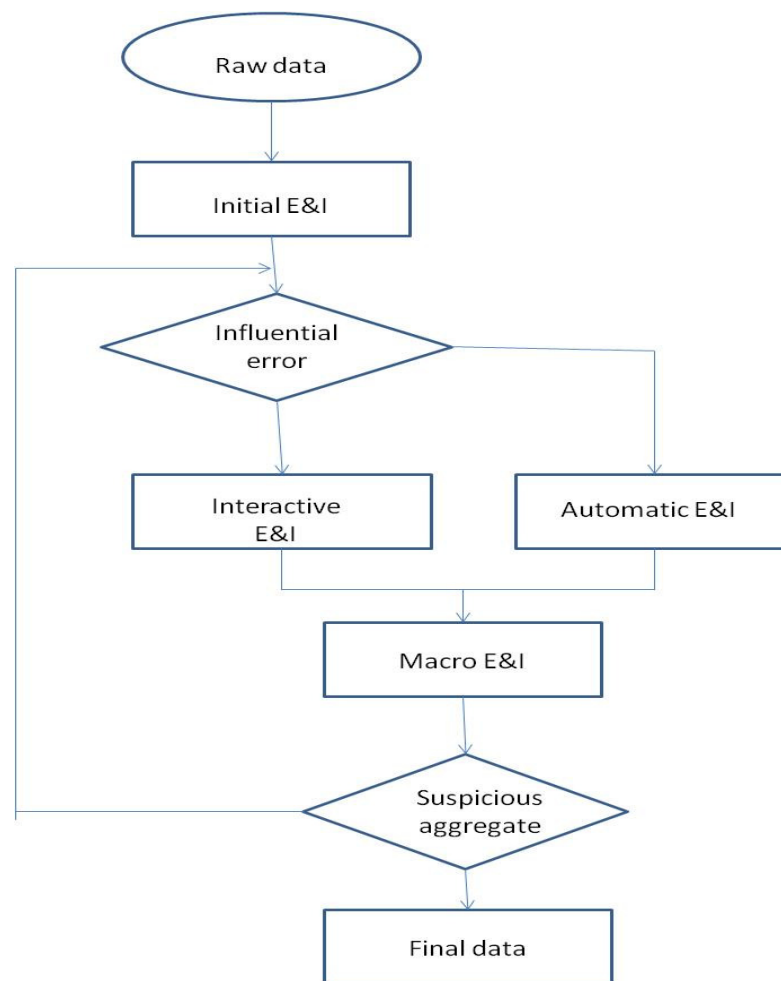 Raw data
Initial E&I
Influential
error
Interactive
E&I
Automatic E&I
Macro E&I
Suspicious
aggregate
Final data